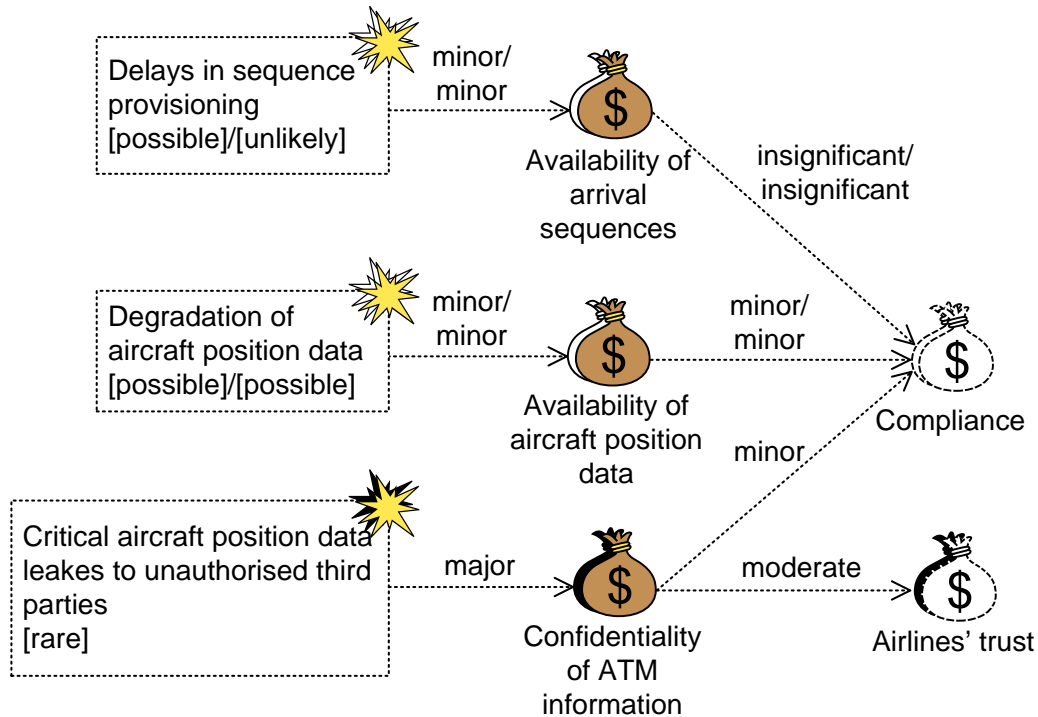 Delays in sequence
provisioning
[possible]/[unlikely]
minor/
minor
$
Availability of
arrival
sequences
insignificant/
insignificant
Degradation of
aircraft position data
[possible]/[possible]
minor/
minor
$
Availability of
aircraft position
data
minor/
minor
$
Compliance
Critical aircraft position data
leakes to unauthorised third
parties
[rare]
major
$
Confidentiality
of ATM
information
minor
moderate
$
Airlines’ trust